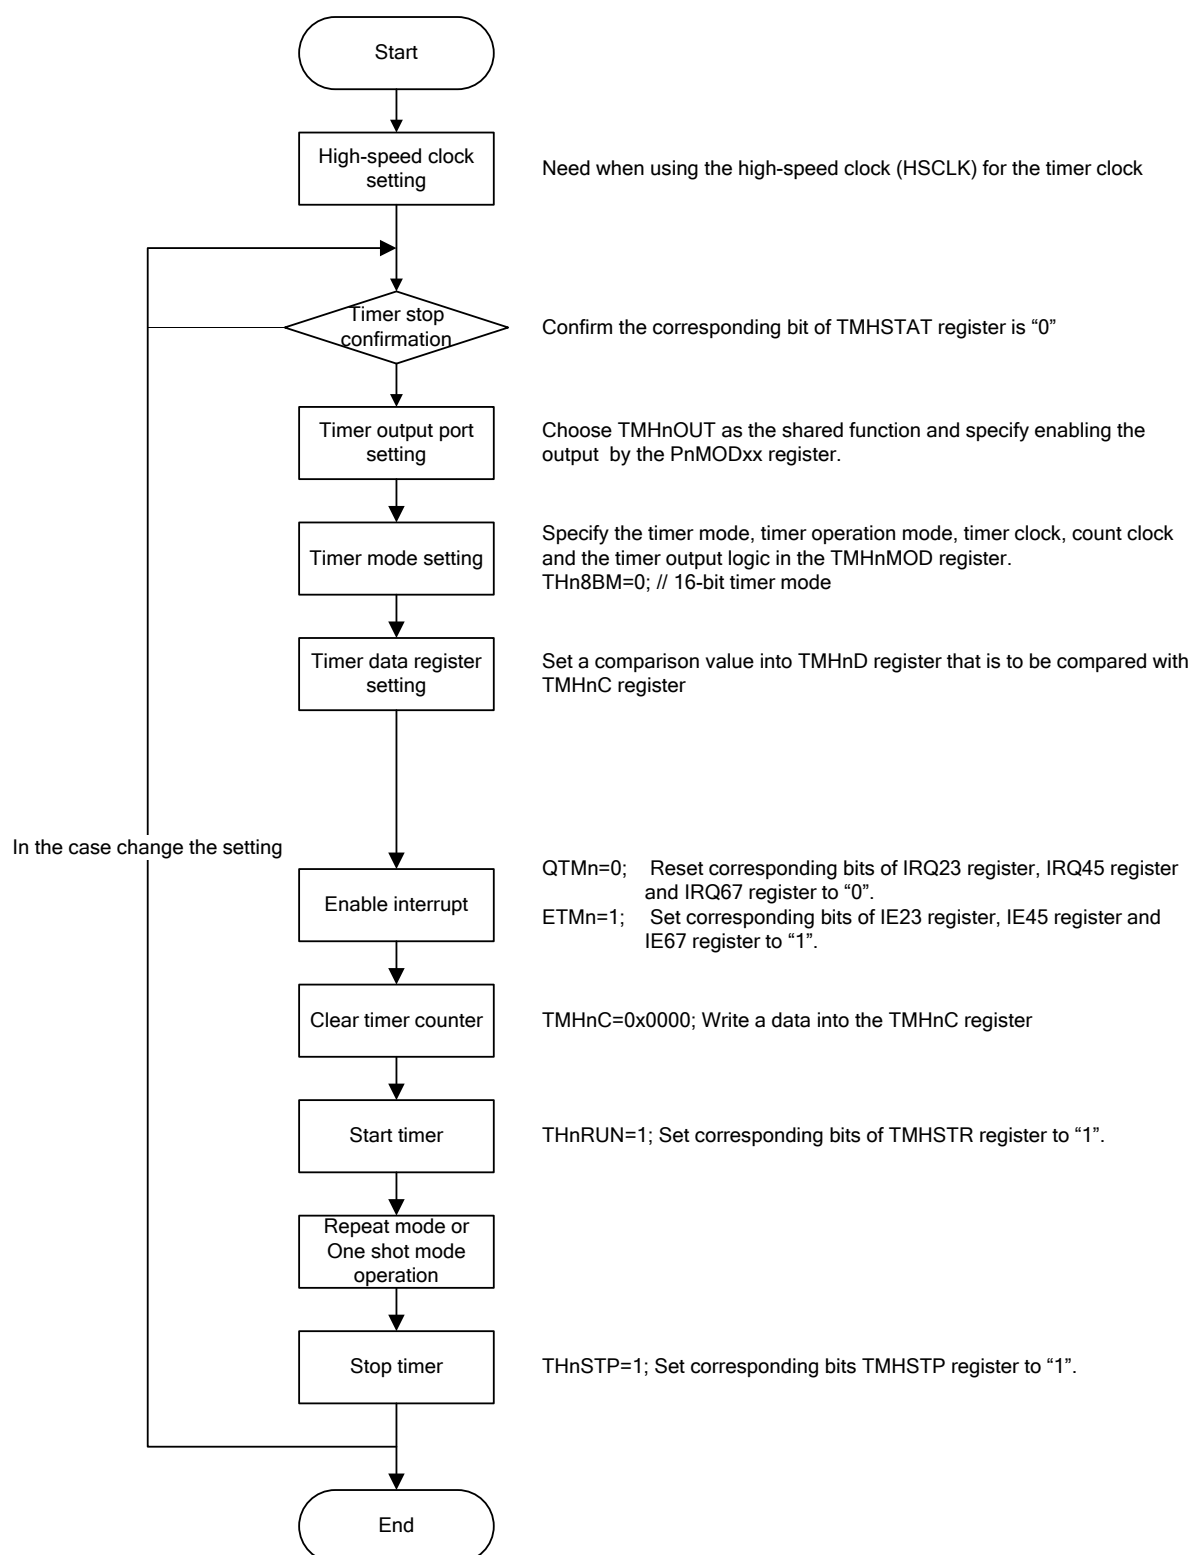 Start
High-speed clock
setting
Need when using the high-speed clock (HSCLK) for the timer clock
Timer stop
confirmation
Confirm the corresponding bit of TMHSTAT register is “0”
Timer output port
setting
Choose TMHnOUT as the shared function and specify enabling the
output by the PnMODxx register.
Timer mode setting
Specify the timer mode, timer operation mode, timer clock, count clock
and the timer output logic in the TMHnMOD register.
THn8BM=0; // 16-bit timer mode
Timer data register
setting
Set a comparison value into TMHnD register that is to be compared with
TMHnC register
In the case change the setting
Enable interrupt
QTMn=0; Reset corresponding bits of IRQ23 register, IRQ45 register
and IRQ67 register to “0”.
ETMn=1; Set corresponding bits of IE23 register, IE45 register and
IE67 register to “1”.
Clear timer counter
TMHnC=0x0000; Write a data into the TMHnC register
Start timer
THnRUN=1; Set corresponding bits of TMHSTR register to “1”.
Repeat mode or
One shot mode
operation
Stop timer
THnSTP=1; Set corresponding bits TMHSTP register to “1”.
End